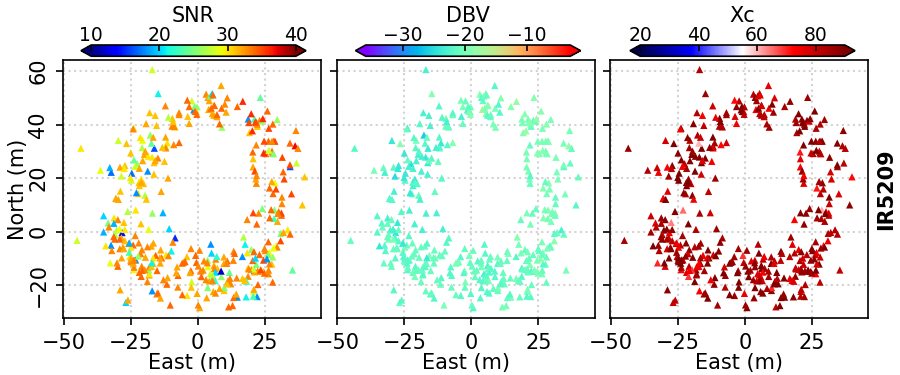 SNR
DBV
Xc
10 20 30 40
−30 −20 −10
20 40 60 80
60
40
20
0
−20
North (m)
−50 −25 0 25
−50 −25 0 25
−50 −25 0 25
East (m)
East (m)
East (m)
IR5209